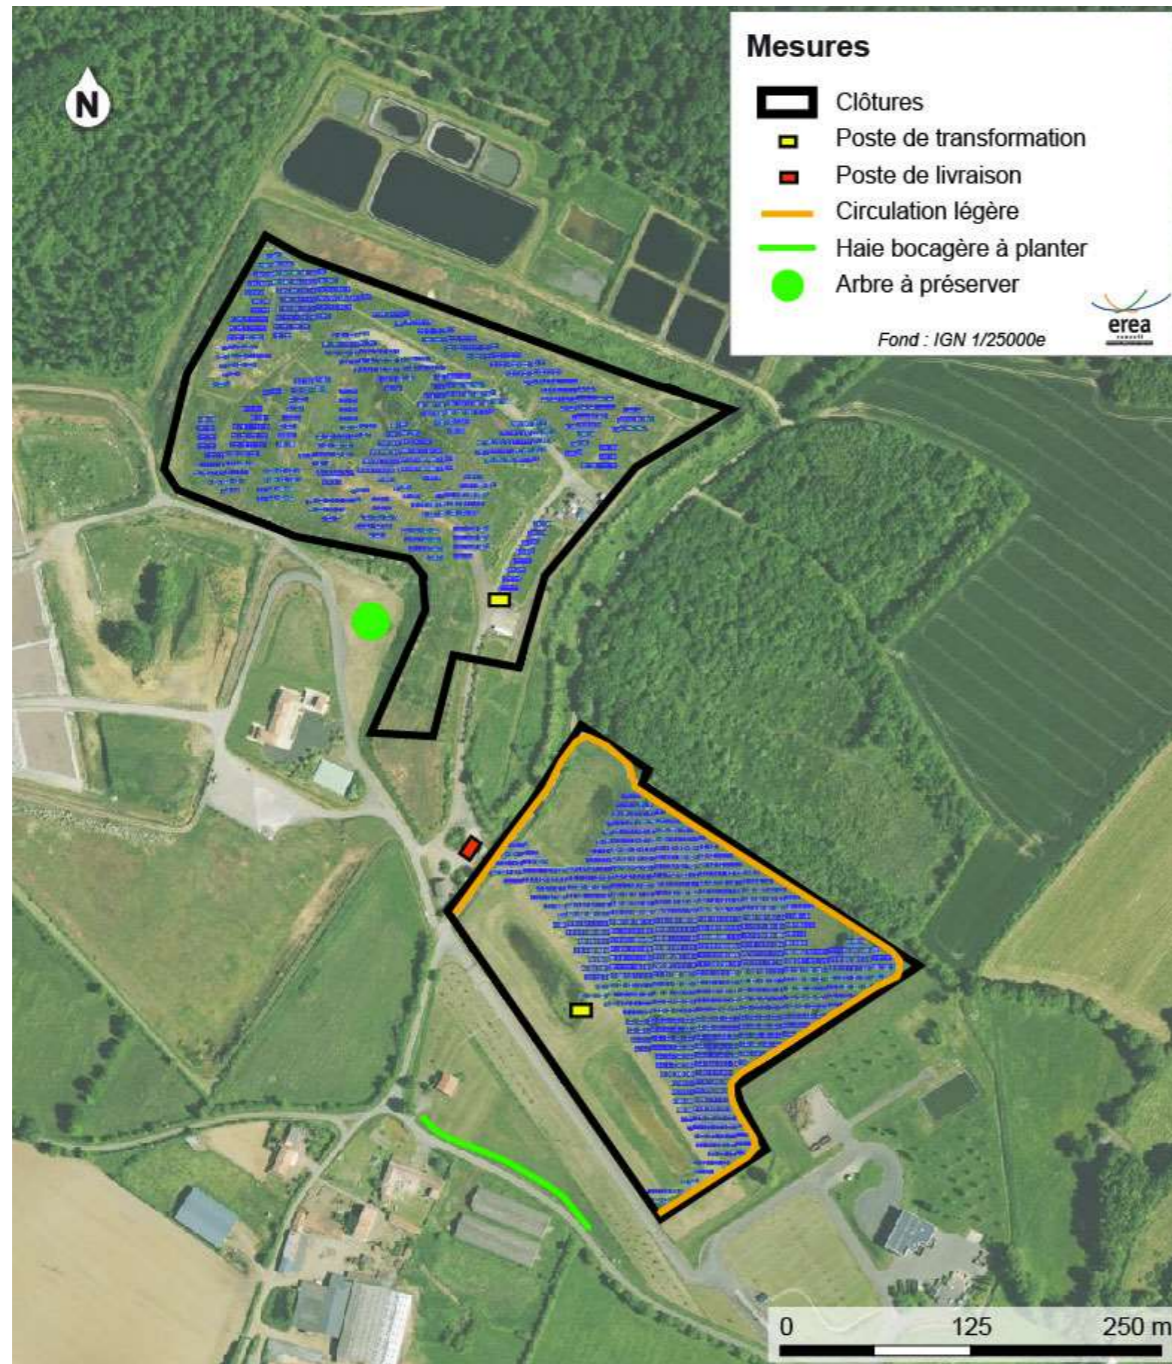 N
Mesures
Clôtures
Poste de transformation
Poste de livraison
Circulation légère
Haie bocagère à planter
Arbre à préserver
Fond : IGN 1/25000e
erea
conseil
0 125 250 m